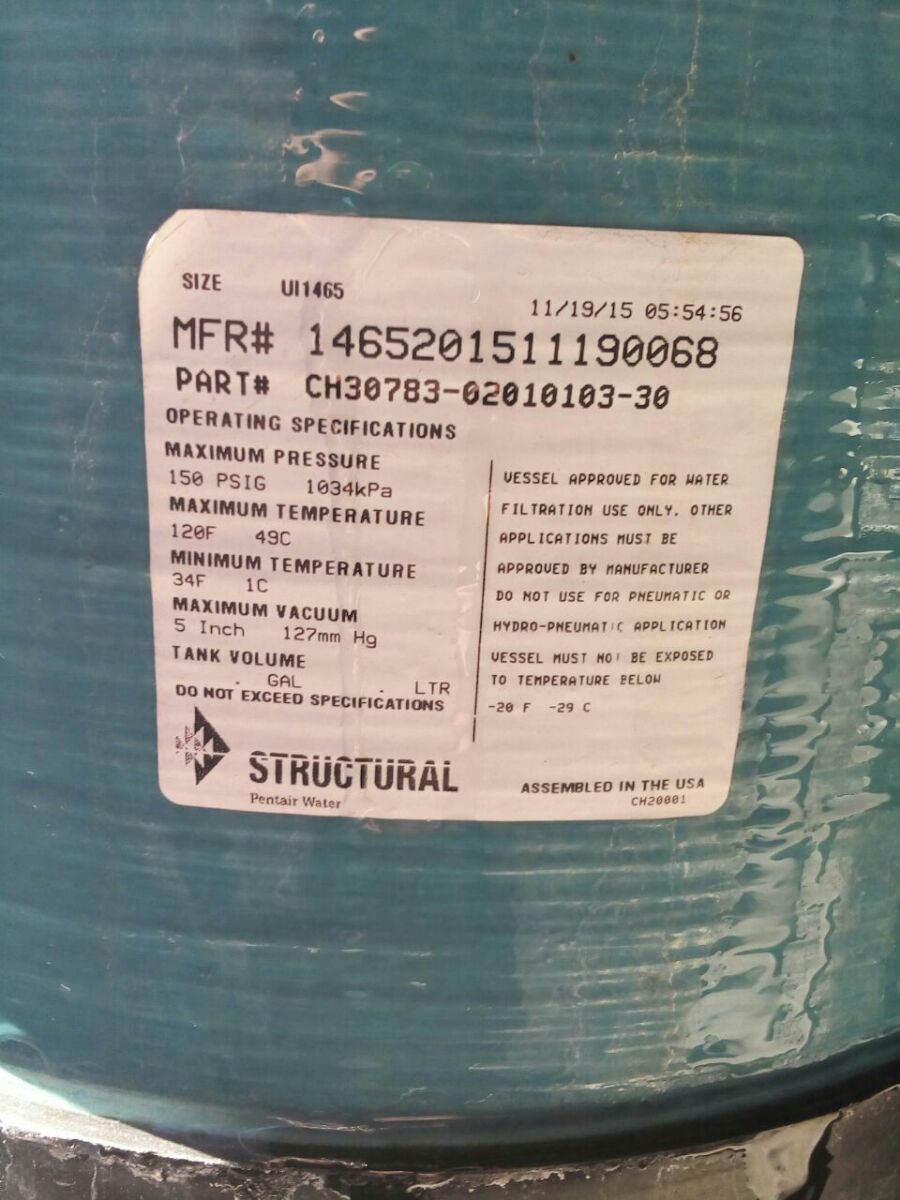 SIZE UI1465
11/19/15 05:54:56
MFR# 1465201511190068
PART# CH30783-02010103-30
OPERATING SPECIFICATIONS
MAXIMUM PRESSURE
150 PSIG 1034kPa
MAXIMUM TEMPERATURE
120F 49C
MINIMUM TEMPERATURE
34F 1C
MAXIMUM VACUUM
5 Inch 127mm Hg
TANK VOLUME
. GAL . LTR
DO NOT EXCEED SPECIFICATIONS
VESSEL APPROVED FOR WATER
FILTRATION USE ONLY. OTHER
APPLICATIONS MUST BE
APPROVED BY MANUFACTURER
DO NOT USE FOR PNEUMATIC OR
HYDRO-PNEUMATIC APPLICATION
VESSEL MUST NOT BE EXPOSED
TO TEMPERATURE BELOW
-20 F -29 C
STRUCTURAL
Pentair Water
ASSEMBLED IN THE USA
CH20001